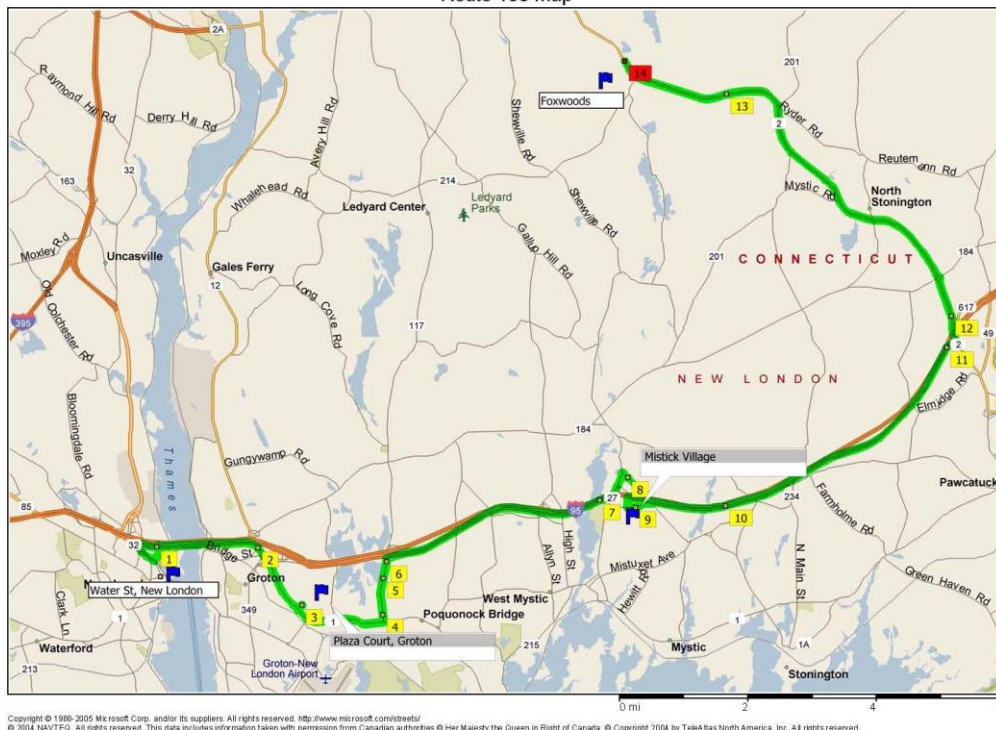 2A
201
14
Foxwoods
13
Raymond Hill Rd
Derry Hill Rd
Avery Hill Rd
Shewville Rd
Ryder Rd
2
32
163
214
Reutemann Rd
Whalehead Rd
Ledyard Parks
Shewville Rd
Mystic Rd
North Stonington
Ledyard Center
Moxley Rd
Uncasville
Gales Ferry
Gallup Hill Rd
184
201
CONNECTICUT
12
Long Cove Rd
Old Colchester Rd
395
117
617
12
49
2
11
NEW LONDON
Elmidge Rd
Bloomingdale Rd
184
Gungywamp Rd
Mistick Village
Pawcatuck
Thames
85
8
27
95
7
9
10
234
Farmholme Rd
32
1
Bridge St
2
Allyn St
High St
Mistuxet Ave
Water St, New London
Groton
6
5
Hewitt Rd
N Main St
Green Haven Rd
Clark Ln
349
3
1
4
Poquonock Bridge
West Mystic
1
Plaza Court, Groton
215
Mystic
1
1A
Waterford
213
Groton-New London Airport
Stonington
0 mi
2
4
Copyright © 1988-2005 Microsoft Corp. and/or its suppliers. All rights reserved. http://www.microsoft.com/streets/
© 2004 NAVTEQ. All rights reserved. This data includes information taken with permission from Canadian authorities © Her Majesty the Queen in Right of Canada. © Copyright 2004 by TeleAtlas North America, Inc. All rights reserved.